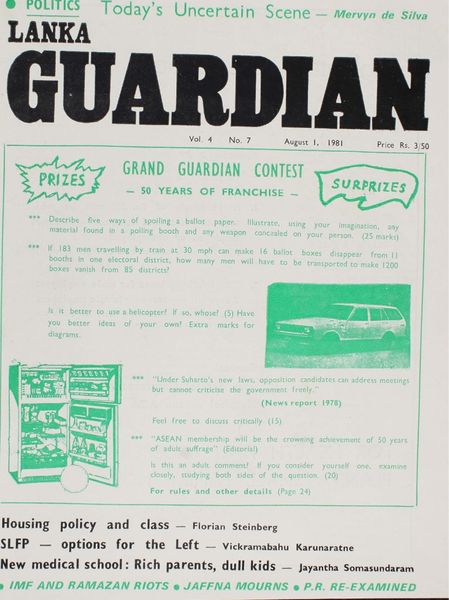 • POLITICS Today's Uncertain Scene — Mervyn de Silva
LANKA
GUARDIAN
Vol. 4 No. 7 August 1, 1981 Price Rs. 3/50
PRIZES
GRAND GUARDIAN CONTEST
— 50 YEARS OF FRANCHISE —
SURPRIZES
*** Describe five ways of spoiling a ballot paper. Illustrate, using your imagination, any
material found in a polling booth and any weapon concealed on your person. (25 marks)
*** If 183 men travelling by train at 30 mph can make 16 ballot boxes disappear from 11
booths in one electoral district, how many men will have to be transported to make 1200
boxes vanish from 85 districts?
Is it better to use a helicopter? If so, whose? (5) Have
you better ideas of your own? Extra marks for
diagrams.
*** "Under Suharto's new laws, opposition candidates can address meetings
but cannot criticise the government freely."
(News report 1978)
Feel free to discuss critically (15)
*** "ASEAN membership will be the crowning achievement of 50 years
of adult suffrage" (Editorial)
Is this an adult comment? If you consider yourself one, examine
closely, studying both sides of the question. (20)
For rules and other details (Page 24)
Housing policy and class — Florian Steinberg
SLFP — options for the Left — Vickramabahu Karunaratne
New medical school: Rich parents, dull kids — Jayantha Somasundaram
• IMF AND RAMAZAN RIOTS • JAFFNA MOURNS • P.R. RE-EXAMINED